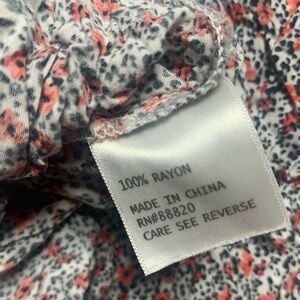 100% RAYON
MADE IN CHINA
RN#88820
CARE SEE REVERSE